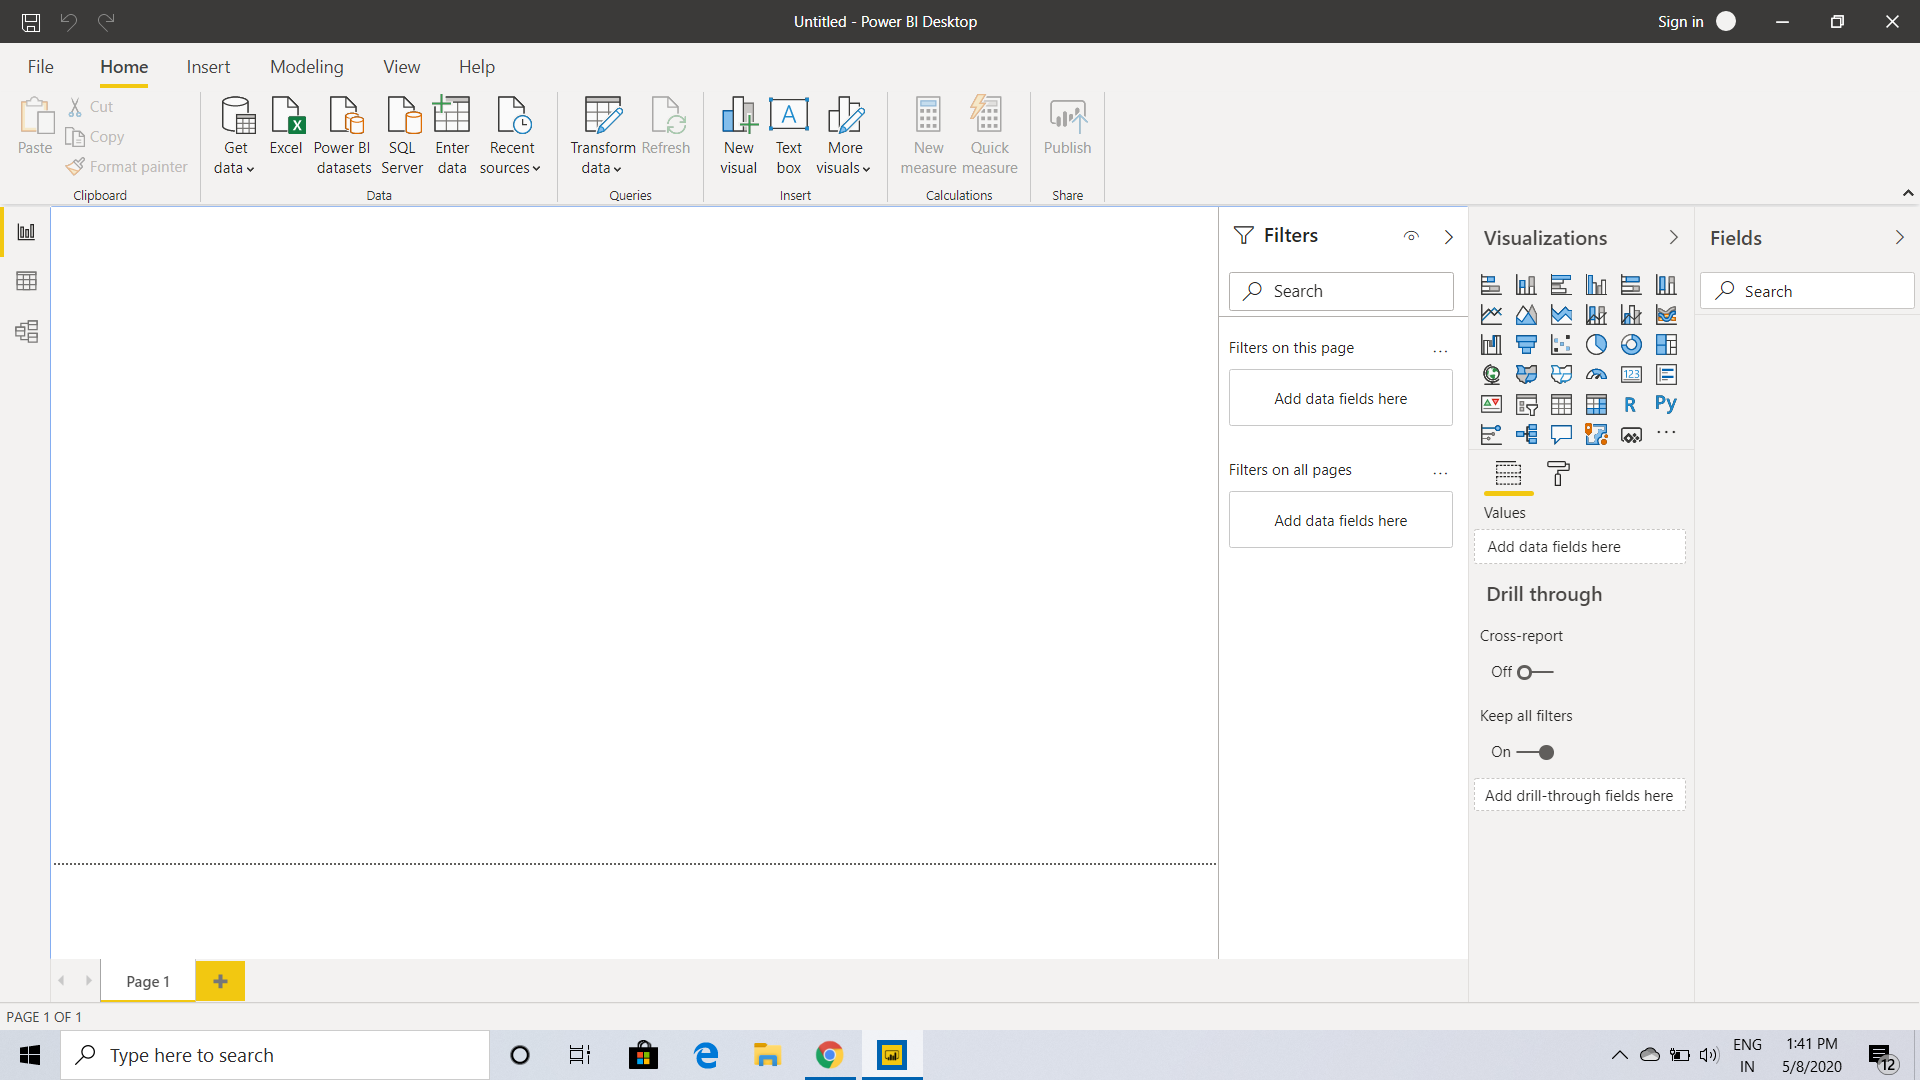 Untitled - Power BI Desktop
Sign in
File Home Insert Modeling View Help
Paste
Cut
Copy
Format painter
Clipboard
Get data
Excel
Power BI datasets
SQL Server
Enter data
Recent sources
Data
Transform data
Refresh
Queries
New visual
Text box
More visuals
Insert
New measure
Quick measure
Calculations
Publish
Share
Filters
Search
Filters on this page
...
Add data fields here
Filters on all pages
...
Add data fields here
Visualizations
123
R
Py
...
Values
Add data fields here
Drill through
Cross-report
Off
Keep all filters
On
Add drill-through fields here
Fields
Search
Page 1
PAGE 1 OF 1
Type here to search
ENG
IN
1:41 PM
5/8/2020
12